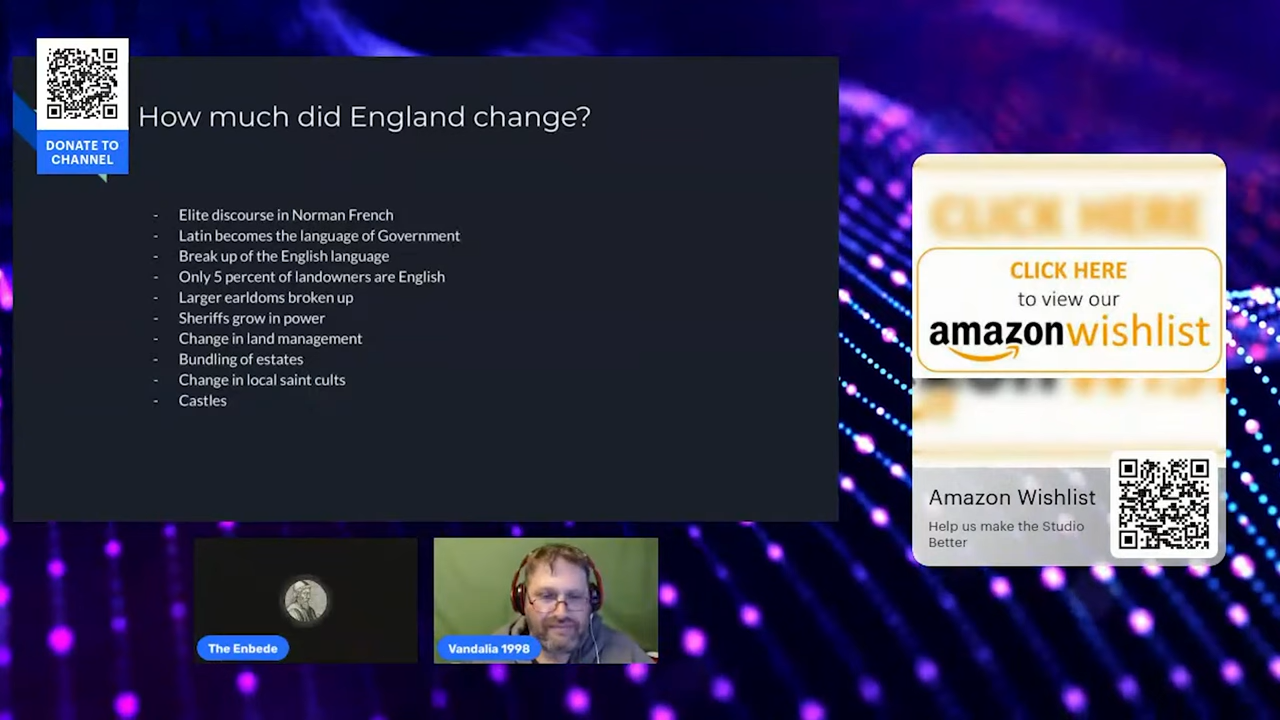 DONATE TO
CHANNEL
How much did England change?
- Elite discourse in Norman French
- Latin becomes the language of Government
- Break up of the English language
- Only 5 percent of landowners are English
- Larger earldoms broken up
- Sheriffs grow in power
- Change in land management
- Bundling of estates
- Change in local saint cults
- Castles
CLICK HERE
CLICK HERE
to view our
amazonwishlist
Amazon Wishlist
Help us make the Studio
Better
The Enbede
Vandalia 1998